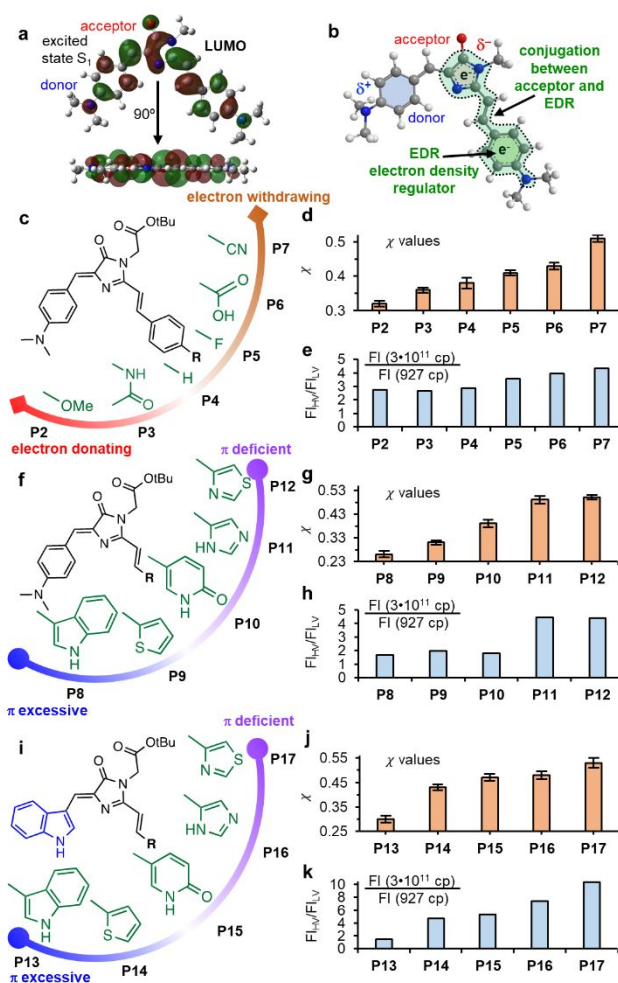 a
acceptor
excited
state S1
LUMO
donor
90º
b
acceptor
δ⁻
conjugation
between
acceptor and
EDR
e⁻
δ⁺
donor
EDR
electron density
regulator
e⁻
electron withdrawing
c
O
O
OtBu
N
N
N
R
CN
P7
O
OH
P6
F
P5
H
P4
NH
O
P3
OMe
P2
electron donating
d
χ values
χ
0.5
0.4
0.3
P2 P3 P4 P5 P6 P7
e
FI (3•10¹¹ cp)
FI (927 cp)
FIHV/FILV
5
4
3
2
1
0
P2 P3 P4 P5 P6 P7
π deficient
f
O
O
OtBu
N
N
N
R
S
N
P12
HN
N
P11
N
H
O
P10
S
P9
N
H
P8
π excessive
g
χ values
χ
0.53
0.43
0.33
0.23
P8 P9 P10 P11 P12
h
FI (3•10¹¹ cp)
FI (927 cp)
FIHV/FILV
5
4
3
2
1
0
P8 P9 P10 P11 P12
π deficient
i
O
O
OtBu
N
N
N
H
R
S
N
P17
HN
N
P16
N
H
O
P15
S
P14
N
H
P13
π excessive
j
χ values
χ
0.55
0.45
0.35
0.25
P13 P14 P15 P16 P17
k
FI (3•10¹¹ cp)
FI (927 cp)
FIHV/FILV
10
8
6
4
2
0
P13 P14 P15 P16 P17